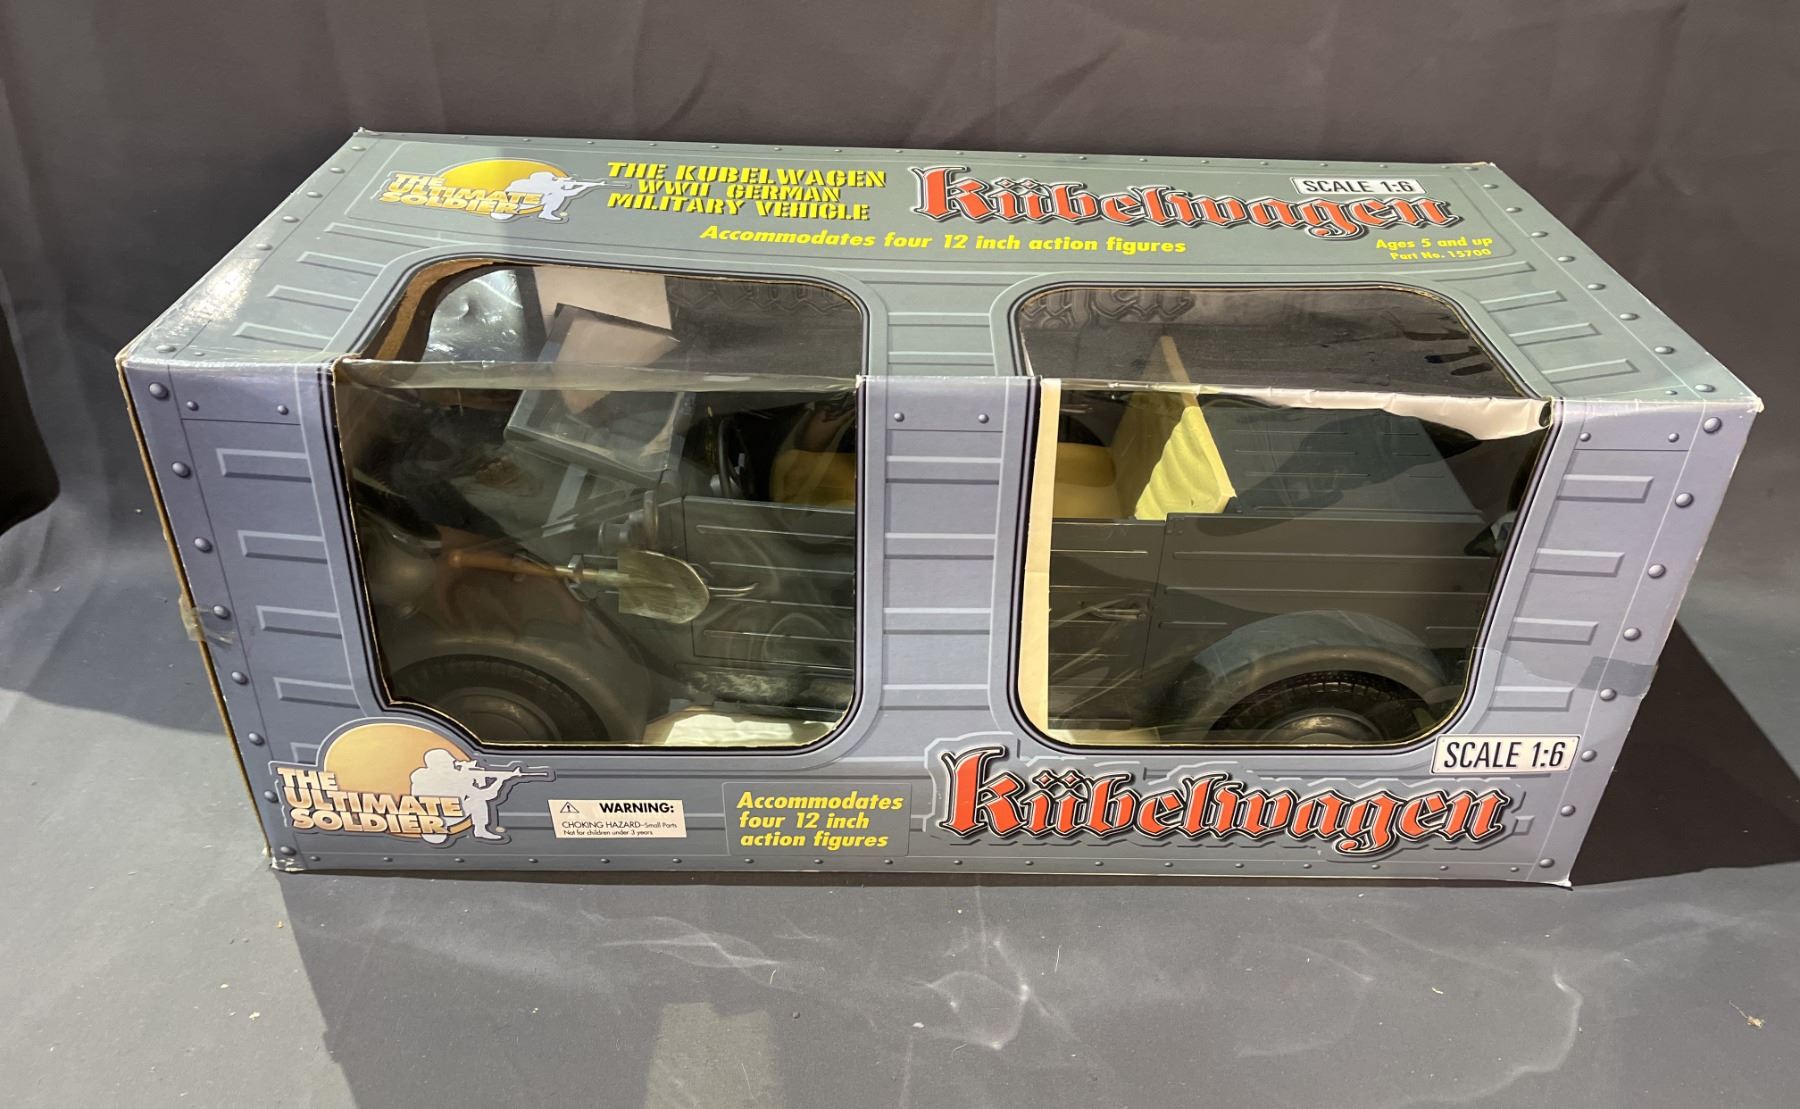 THE
ULTIMATE
SOLDIER
THE KUBELWAGEN
WWII GERMAN
MILITARY VEHICLE
Kübelwagen
SCALE 1:6
Accommodates four 12 inch action figures
Ages 5 and up
Part No. 15700
THE
ULTIMATE
SOLDIER
WARNING:
CHOKING HAZARD-Small Parts
Not for children under 3 years
Accommodates
four 12 inch
action figures
Kübelwagen
SCALE 1:6